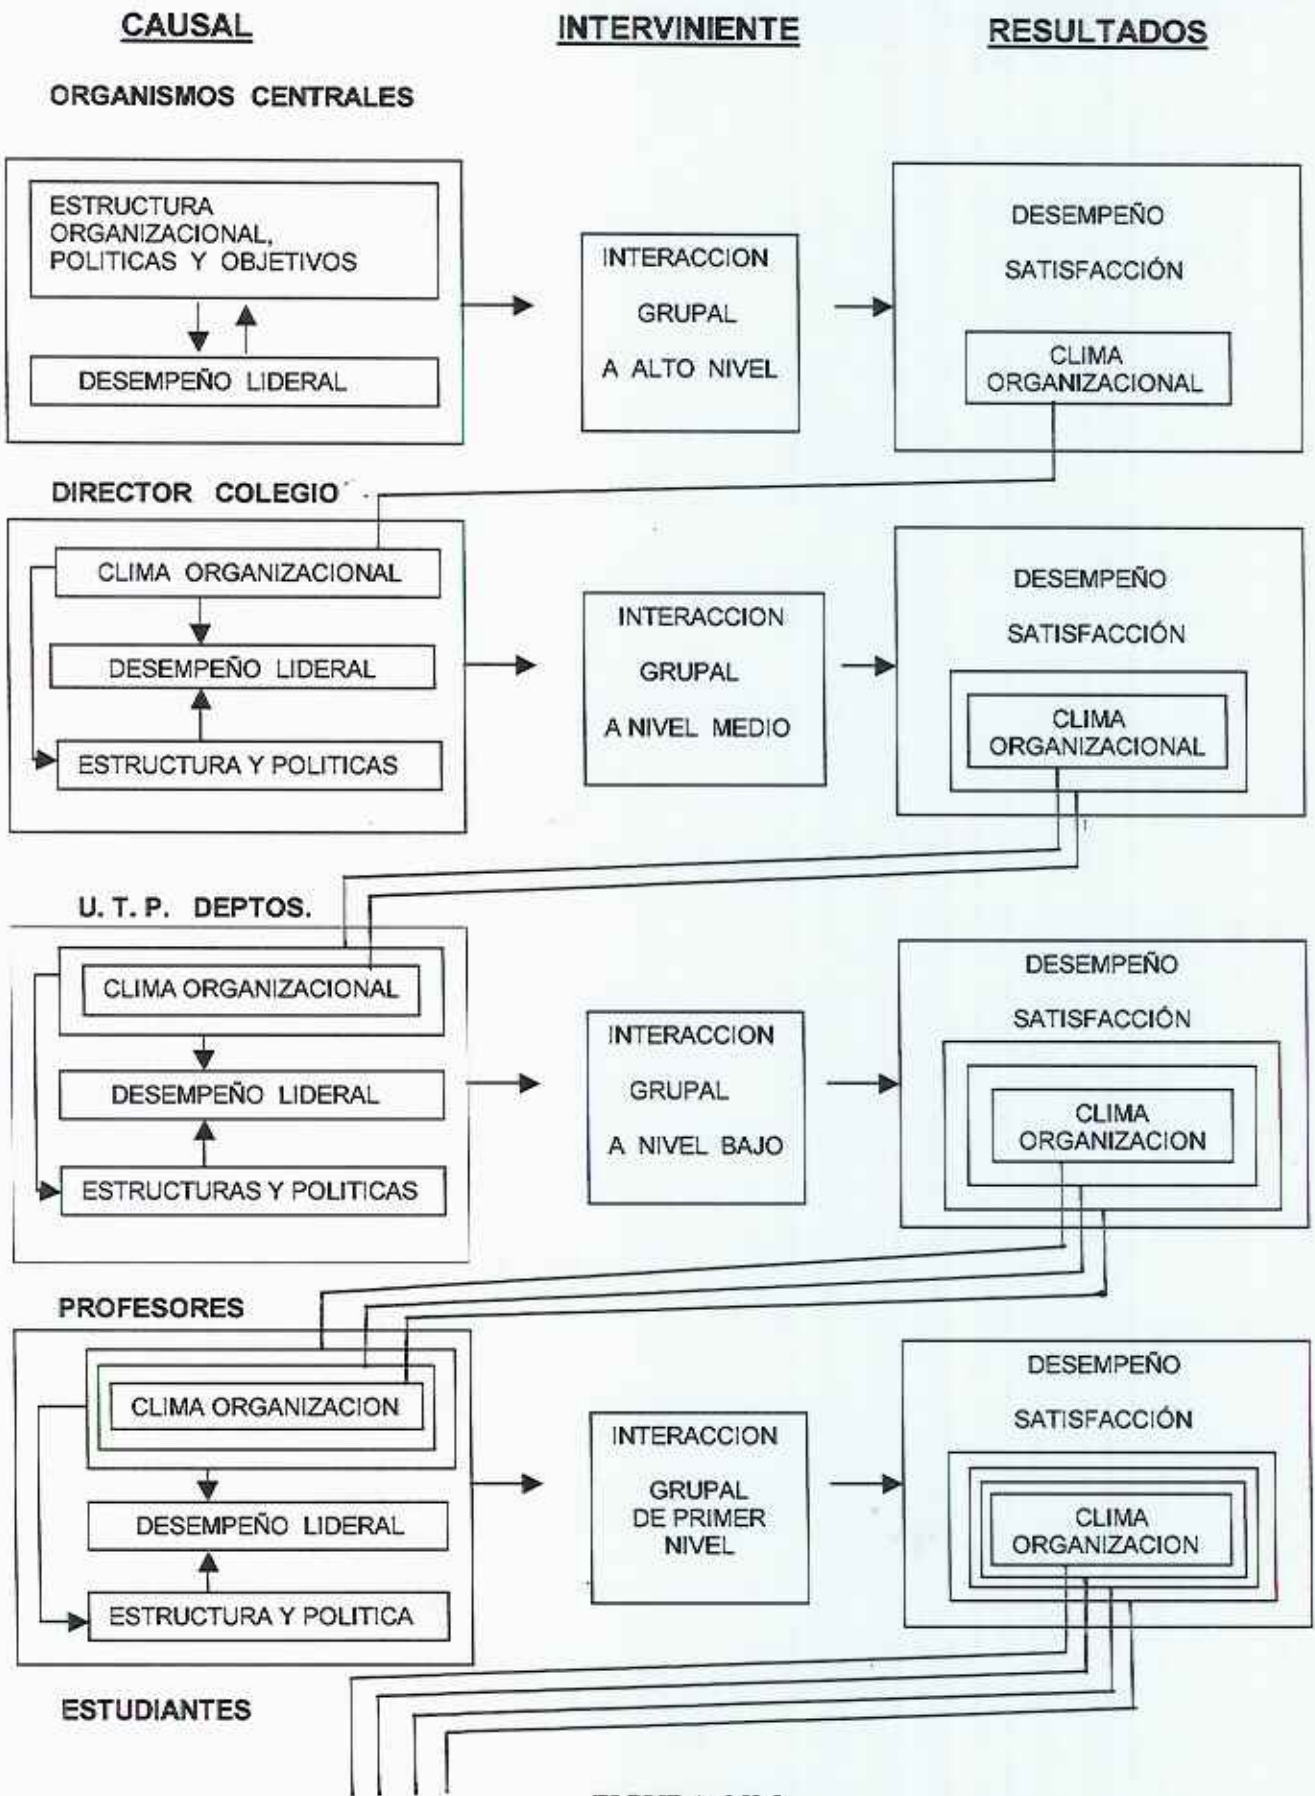 CAUSAL
INTERVINIENTE
RESULTADOS
ORGANISMOS CENTRALES
ESTRUCTURA
ORGANIZACIONAL,
POLITICAS Y OBJETIVOS
DESEMPEÑO LIDERAL
INTERACCION
GRUPAL
A ALTO NIVEL
DESEMPEÑO
SATISFACCIÓN
CLIMA
ORGANIZACIONAL
DIRECTOR COLEGIO
CLIMA ORGANIZACIONAL
DESEMPEÑO LIDERAL
ESTRUCTURA Y POLITICAS
INTERACCION
GRUPAL
A NIVEL MEDIO
DESEMPEÑO
SATISFACCIÓN
CLIMA
ORGANIZACIONAL
U. T. P. DEPTOS.
CLIMA ORGANIZACIONAL
DESEMPEÑO LIDERAL
ESTRUCTURAS Y POLITICAS
INTERACCION
GRUPAL
A NIVEL BAJO
DESEMPEÑO
SATISFACCIÓN
CLIMA
ORGANIZACION
PROFESORES
CLIMA ORGANIZACION
DESEMPEÑO LIDERAL
ESTRUCTURA Y POLITICA
INTERACCION
GRUPAL
DE PRIMER
NIVEL
DESEMPEÑO
SATISFACCIÓN
CLIMA
ORGANIZACION
ESTUDIANTES